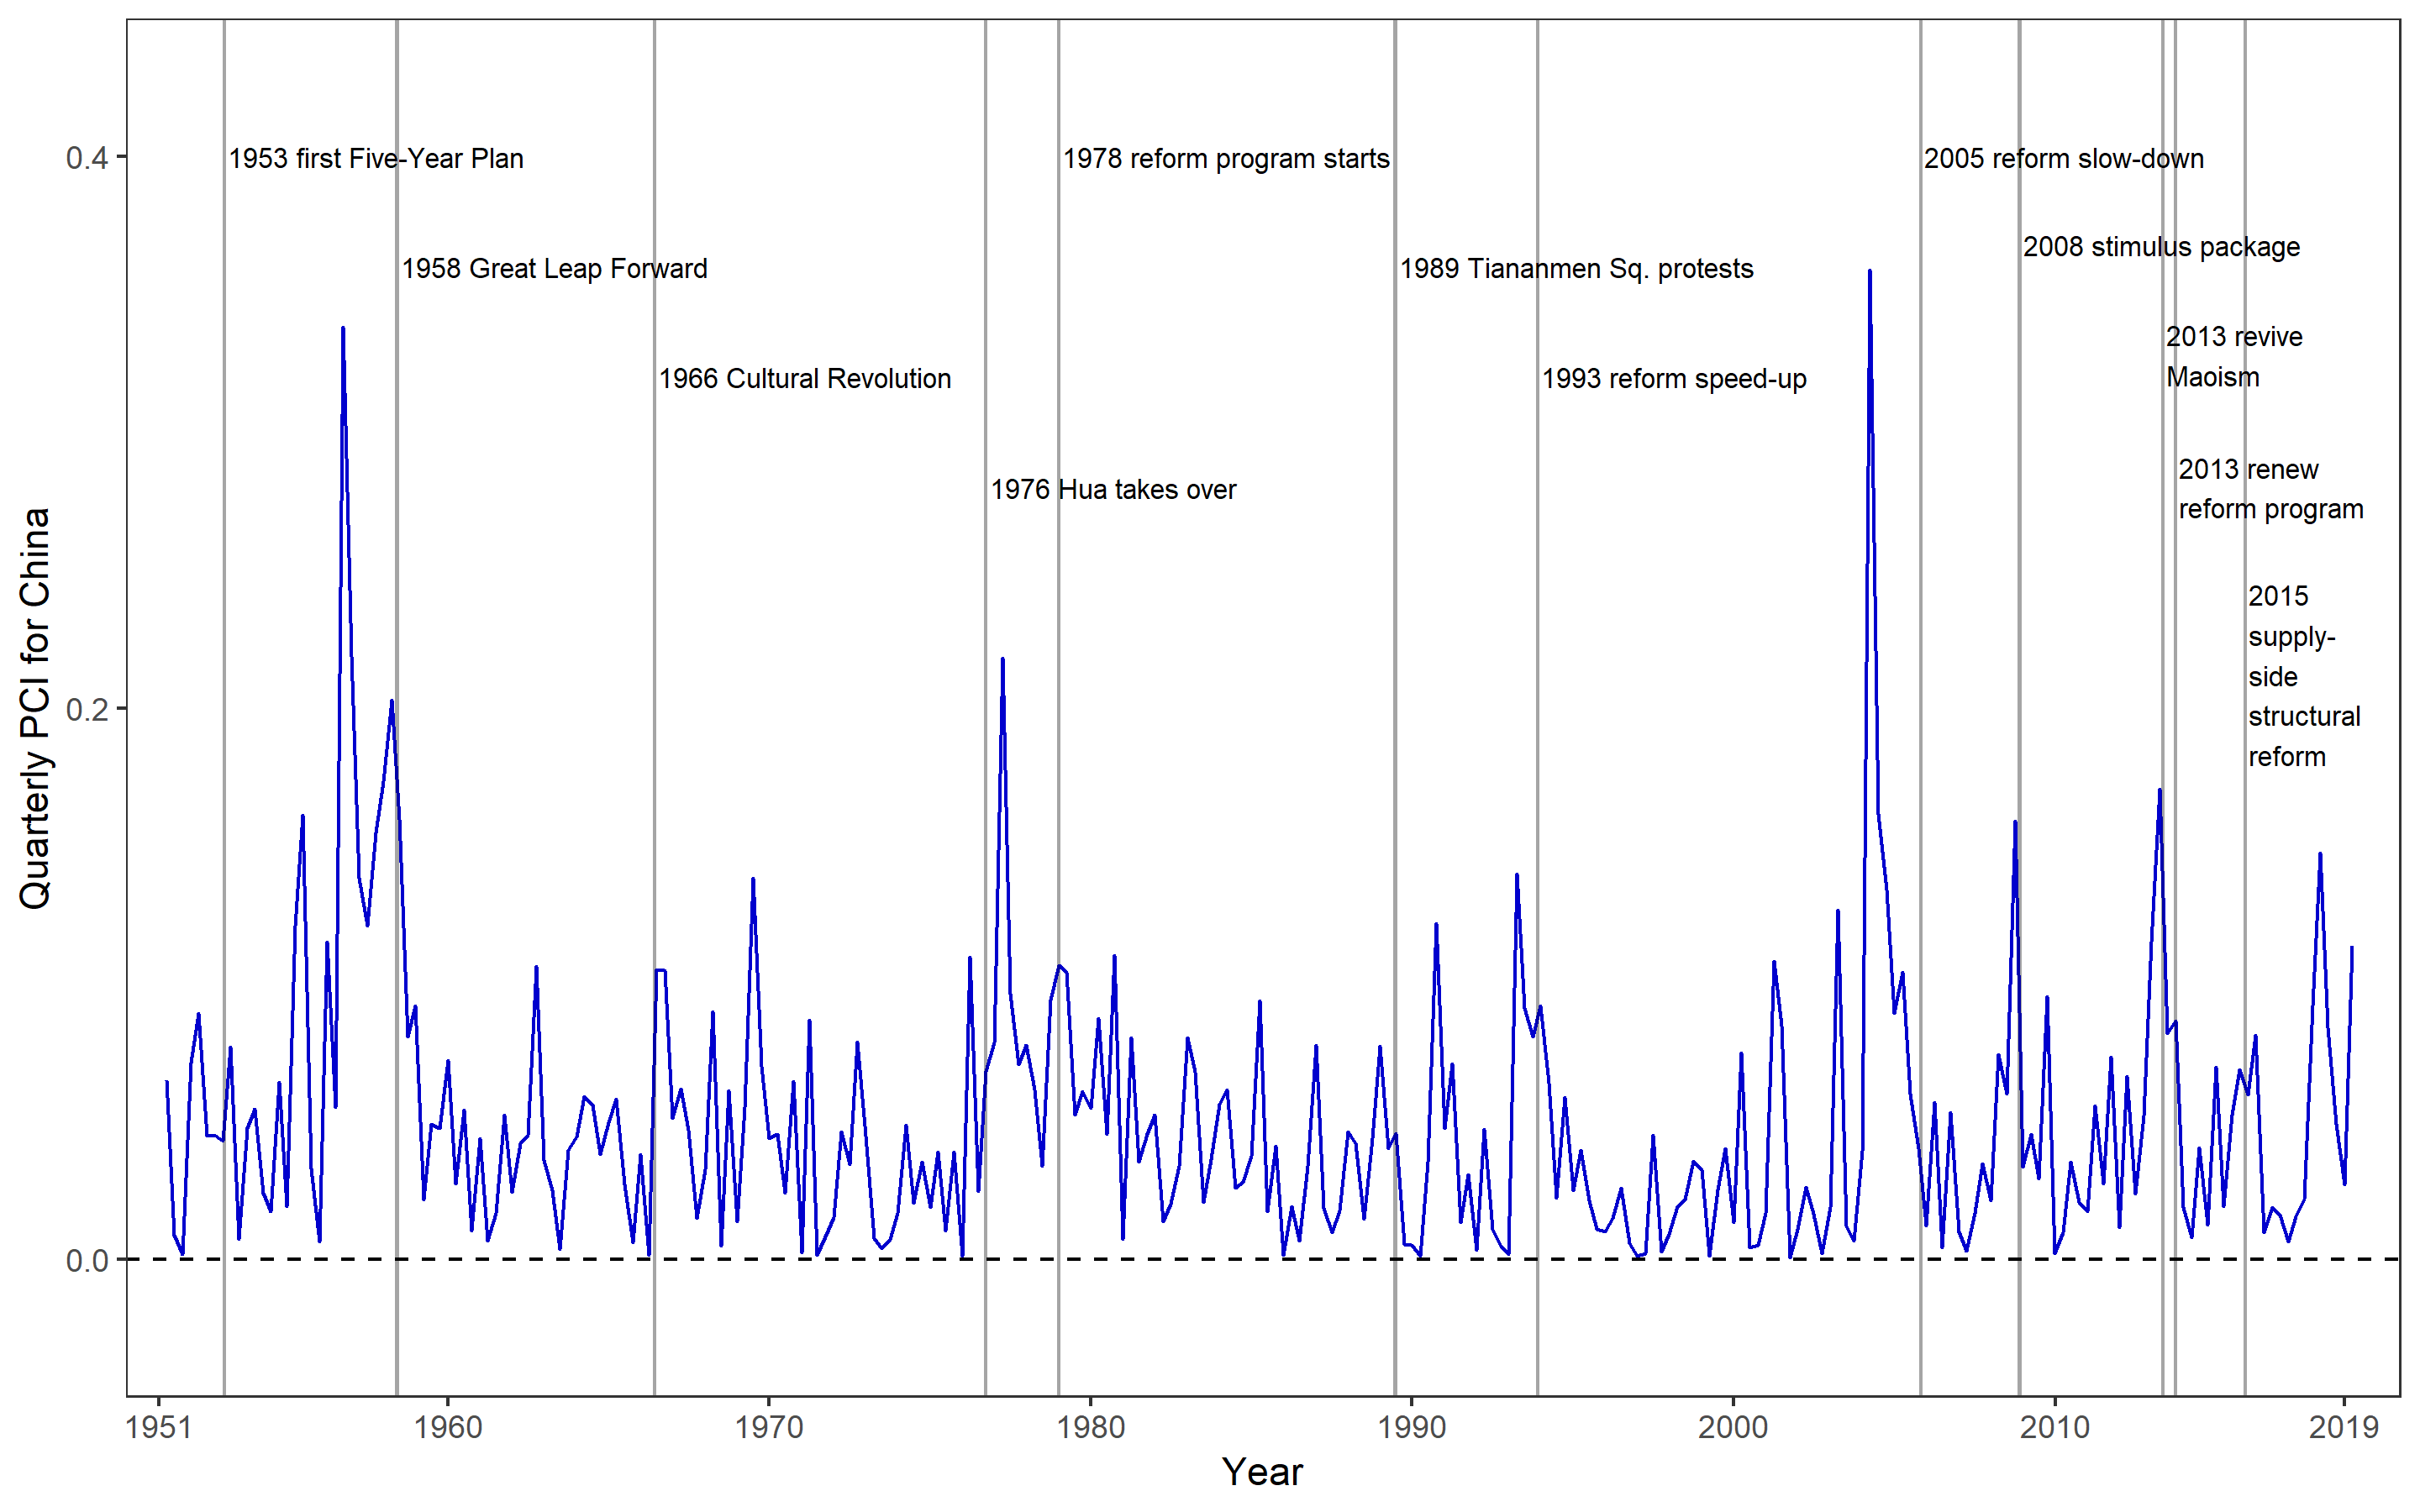 0.4
0.2
0.0
Quarterly PCI for China
1953 first Five-Year Plan
1978 reform program starts
2005 reform slow-down
2008 stimulus package
1958 Great Leap Forward
1989 Tiananmen Sq. protests
2013 revive
Maoism
1966 Cultural Revolution
1993 reform speed-up
2013 renew
reform program
1976 Hua takes over
2015
supply-
side
structural
reform
1951
1960
1970
1980
1990
2000
2010
2019
Year